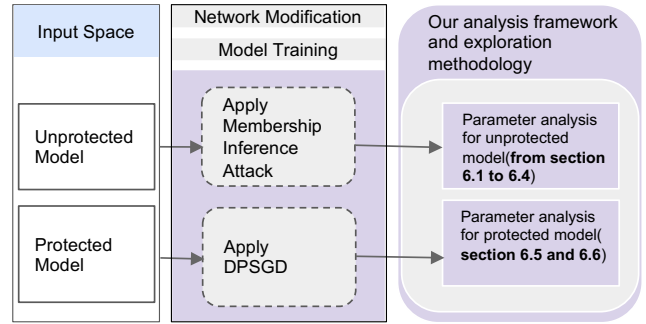 Input Space
Unprotected
Model
Protected
Model
Network Modification
Model Training
Apply
Membership
Inference
Attack
Apply
DPSGD
Our analysis framework
and exploration
methodology
Parameter analysis
for unprotected
model(from section
6.1 to 6.4)
Parameter analysis
for protected model(
section 6.5 and 6.6)